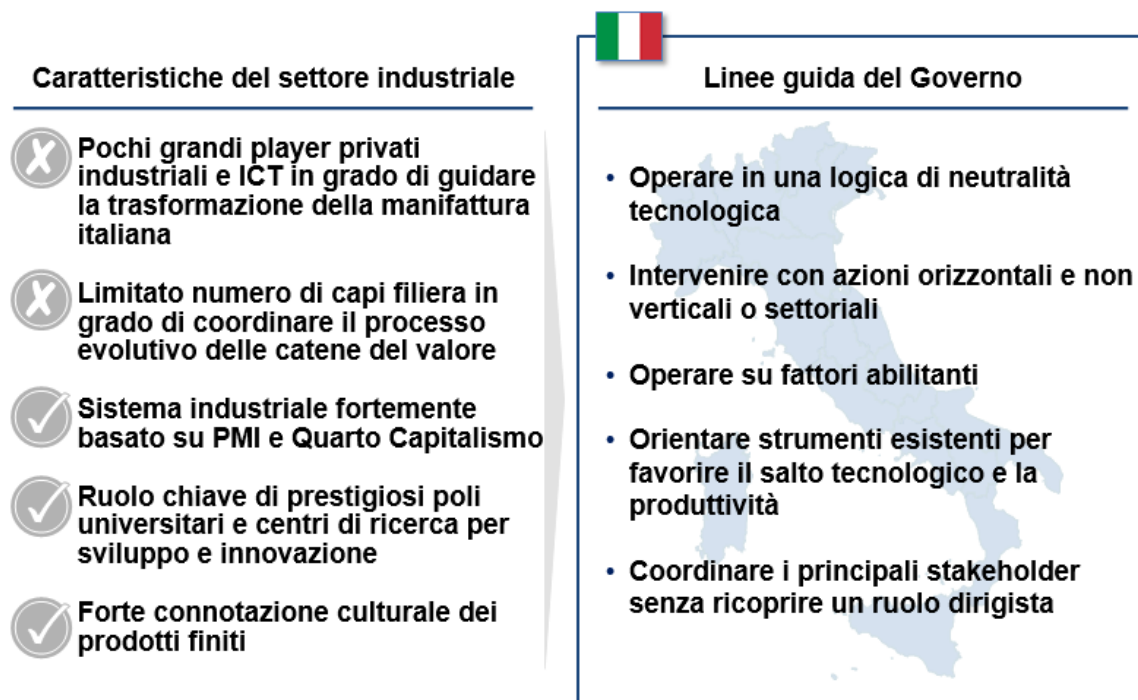 Caratteristiche del settore industriale
Pochi grandi player privati
industriali e ICT in grado di guidare
la trasformazione della manifattura
italiana
Limitato numero di capi filiera in
grado di coordinare il processo
evolutivo delle catene del valore
Sistema industriale fortemente
basato su PMI e Quarto Capitalismo
Ruolo chiave di prestigiosi poli
universitari e centri di ricerca per
sviluppo e innovazione
Forte connotazione culturale dei
prodotti finiti
Linee guida del Governo
• Operare in una logica di neutralità
tecnologica
• Intervenire con azioni orizzontali e non
verticali o settoriali
• Operare su fattori abilitanti
• Orientare strumenti esistenti per
favorire il salto tecnologico e la
produttività
• Coordinare i principali stakeholder
senza ricoprire un ruolo dirigista